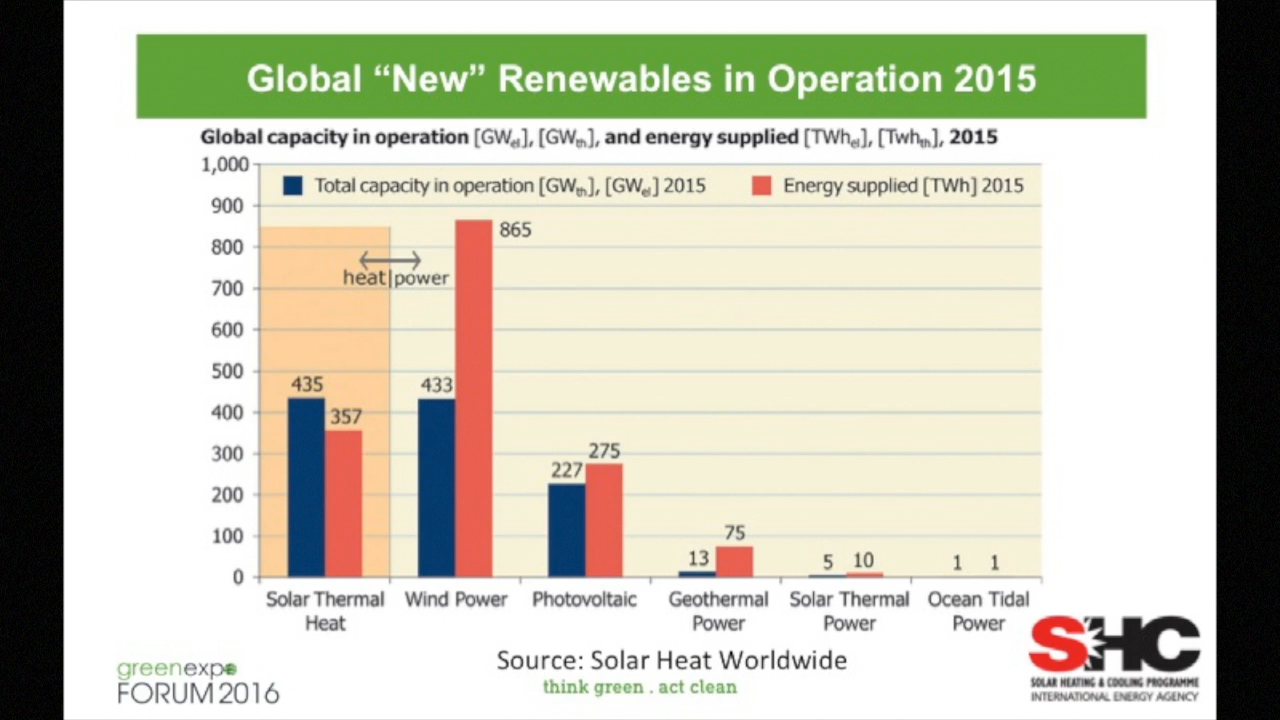 Global “New” Renewables in Operation 2015
Global capacity in operation [GWel], [GWth], and energy supplied [TWhel], [Twhth], 2015
1,000
Total capacity in operation [GWth], [GWel] 2015
Energy supplied [TWh] 2015
900
865
800
heat|power
700
600
500
435
433
400
357
300
275
227
200
100
75
13
5
10
1
1
0
Solar Thermal Heat
Wind Power
Photovoltaic
Geothermal Power
Solar Thermal Power
Ocean Tidal Power
SHC
SOLAR HEATING & COOLING PROGRAMME
INTERNATIONAL ENERGY AGENCY
Source: Solar Heat Worldwide
think green . act clean
greenexpo
FORUM 2016